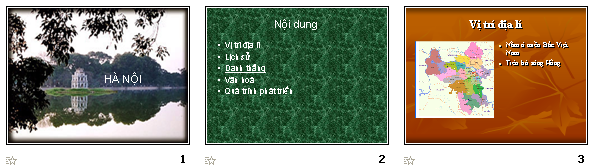 HÀ NỘI
1
Nội dung
• Vị trí địa lí
• Lịch sử
• Danh thắng
• Văn hoá
• Quá trình phát triển
2
Vị trí địa lí
• Nằm ở miền Bắc Việt
Nam
• Trên bờ sông Hồng
3